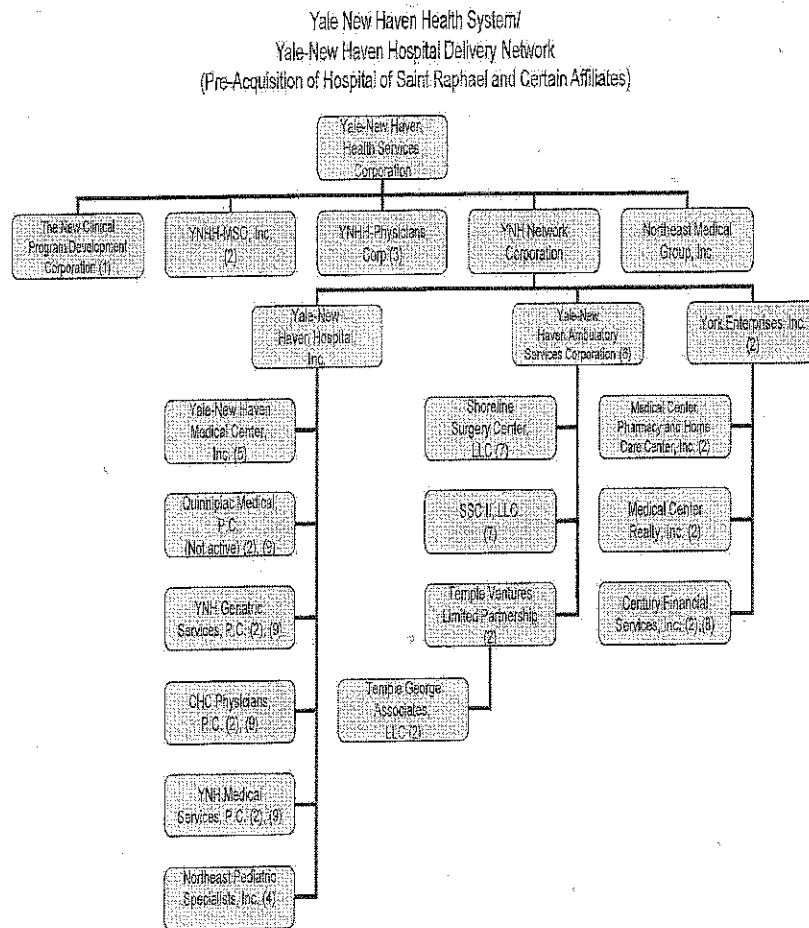 Yale New Haven Health System/
Yale-New Haven Hospital Delivery Network
(Pre-Acquisition of Hospital of Saint Raphael and Certain Affiliates)
Yale-New Haven
Health Services
Corporation
The New Clinical
Program Development
Corporation (1)
YNHH-MSO, Inc.
(2)
YNHH-Physicians
Corp (3)
YNH Network
Corporation
Northeast Medical
Group, Inc
Yale-New
Haven Hospital,
Inc.
Yale-New
Haven Ambulatory
Services Corporation (6)
York Enterprises, Inc.
(2)
Yale-New Haven
Medical Center,
Inc. (5)
Shoreline
Surgery Center,
LLC (7)
Medical Center
Pharmacy and Home
Care Center, Inc. (2)
Quinnipiac Medical,
P.C.
(Not active) (2), (9)
SSC II, LLC
(7)
Medical Center
Realty, Inc. (2)
YNH Geriatric
Services, P.C. (2), (9)
Temple Ventures
Limited Partnership
(2)
Century Financial
Services, Inc. (2),(8)
CHC Physicians,
P.C. (2), (9)
Temple George
Associates,
LLC (2)
YNH Medical
Services, P.C. (2), (9)
Northeast Pediatric
Specialists, Inc. (4)